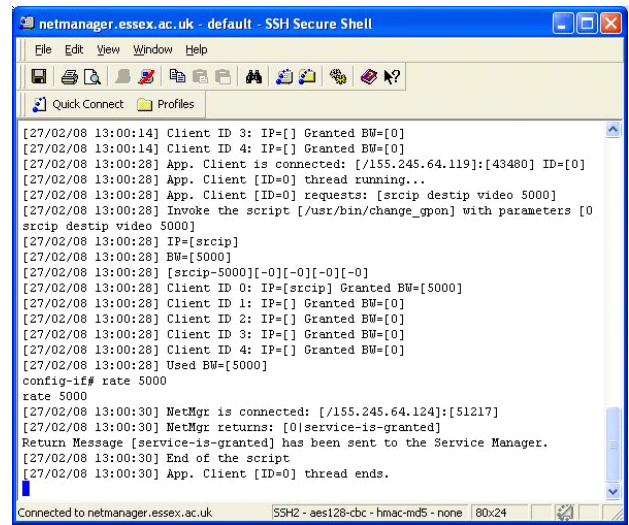 netmanager.essex.ac.uk - default - SSH Secure Shell
File Edit View Window Help
Quick Connect Profiles
[27/02/08 13:00:14] Client ID 3: IP=[] Granted BW=[0]
[27/02/08 13:00:14] Client ID 4: IP=[] Granted BW=[0]
[27/02/08 13:00:28] App. Client is connected: [/155.245.64.119]:[43480] ID=[0]
[27/02/08 13:00:28] App. Client [ID=0] thread running...
[27/02/08 13:00:28] App. Client [ID=0] requests: [srcip destip video 5000]
[27/02/08 13:00:28] Invoke the script [/usr/bin/change_gpon] with parameters [0
srcip destip video 5000]
[27/02/08 13:00:28] IP=[srcip]
[27/02/08 13:00:28] BW=[5000]
[27/02/08 13:00:28] [srcip-5000][-0][-0][-0][-0]
[27/02/08 13:00:28] Client ID 0: IP=[srcip] Granted BW=[5000]
[27/02/08 13:00:28] Client ID 1: IP=[] Granted BW=[0]
[27/02/08 13:00:28] Client ID 2: IP=[] Granted BW=[0]
[27/02/08 13:00:28] Client ID 3: IP=[] Granted BW=[0]
[27/02/08 13:00:28] Client ID 4: IP=[] Granted BW=[0]
[27/02/08 13:00:28] Used BW=[5000]
config-if# rate 5000
rate 5000
[27/02/08 13:00:30] NetMgr is connected: [/155.245.64.124]:[51217]
[27/02/08 13:00:30] NetMgr returns: [0|service-is-granted]
Return Message [service-is-granted] has been sent to the Service Manager.
[27/02/08 13:00:30] End of the script
[27/02/08 13:00:30] App. Client [ID=0] thread ends.
Connected to netmanager.essex.ac.uk SSH2 - aes128-cbc - hmac-md5 - none 80x24